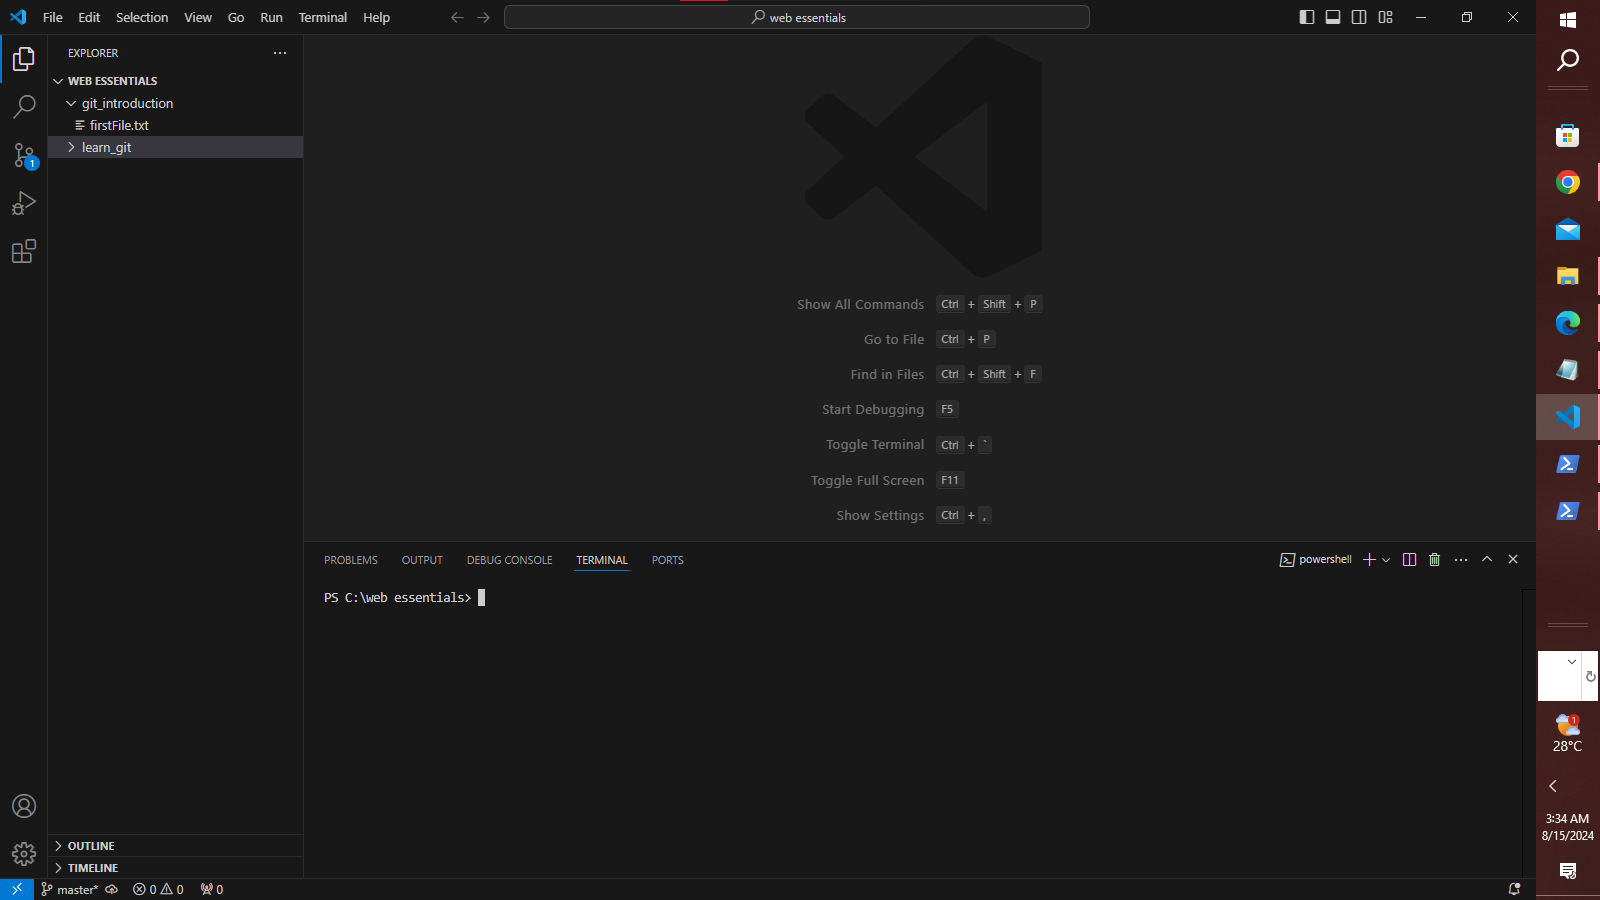 File Edit Selection View Go Run Terminal Help
web essentials
EXPLORER
WEB ESSENTIALS
git_introduction
firstFile.txt
learn_git
1
Show All Commands Ctrl + Shift + P
Go to File Ctrl + P
Find in Files Ctrl + Shift + F
Start Debugging F5
Toggle Terminal Ctrl + `
Toggle Full Screen F11
Show Settings Ctrl + ,
PROBLEMS OUTPUT DEBUG CONSOLE TERMINAL PORTS
powershell
PS C:\web essentials>
OUTLINE
TIMELINE
master* 0 0 0
1
28°C
3:34 AM
8/15/2024